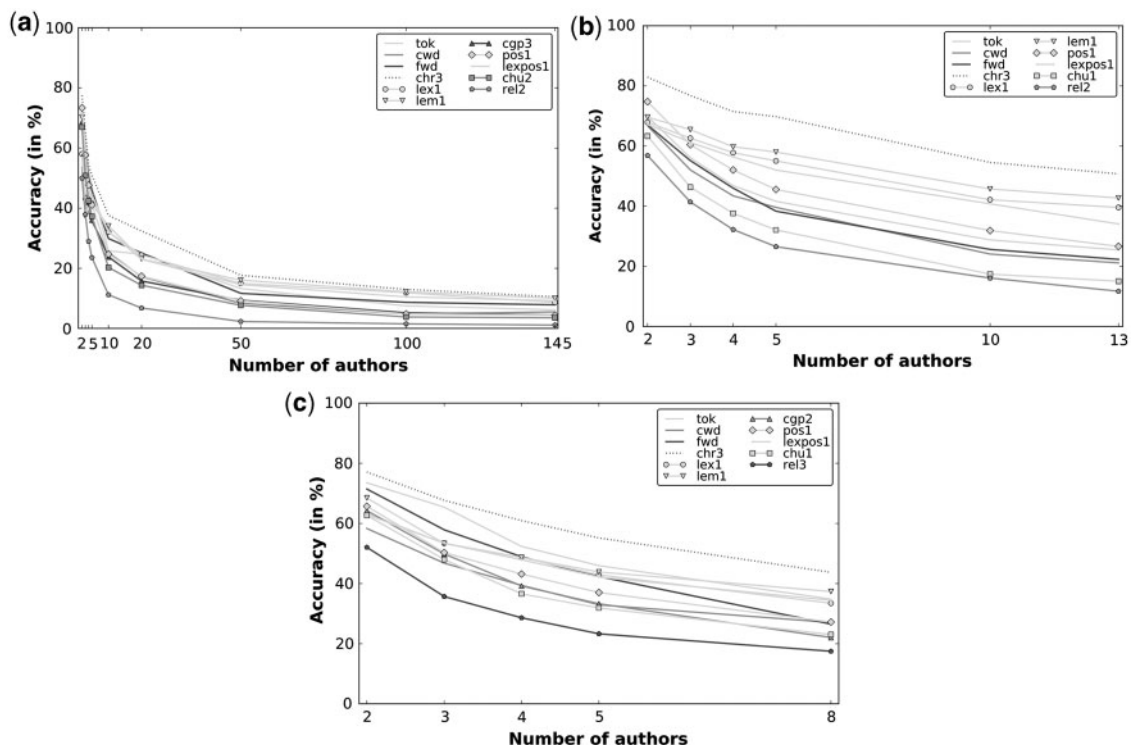 (a)
100
80
60
40
20
0
Accuracy (in %)
tok
cwd
fwd
chr3
lex1
lem1
cgp3
pos1
lexpos1
chu2
rel2
2 5 10 20 50 100 145
Number of authors
(b)
100
80
60
40
20
0
Accuracy (in %)
tok
cwd
fwd
chr3
lex1
lem1
pos1
lexpos1
chu1
rel2
2 3 4 5 10 13
Number of authors
(c)
100
80
60
40
20
0
Accuracy (in %)
tok
cwd
fwd
chr3
lex1
lem1
cgp2
pos1
lexpos1
chu1
rel3
2 3 4 5 8
Number of authors